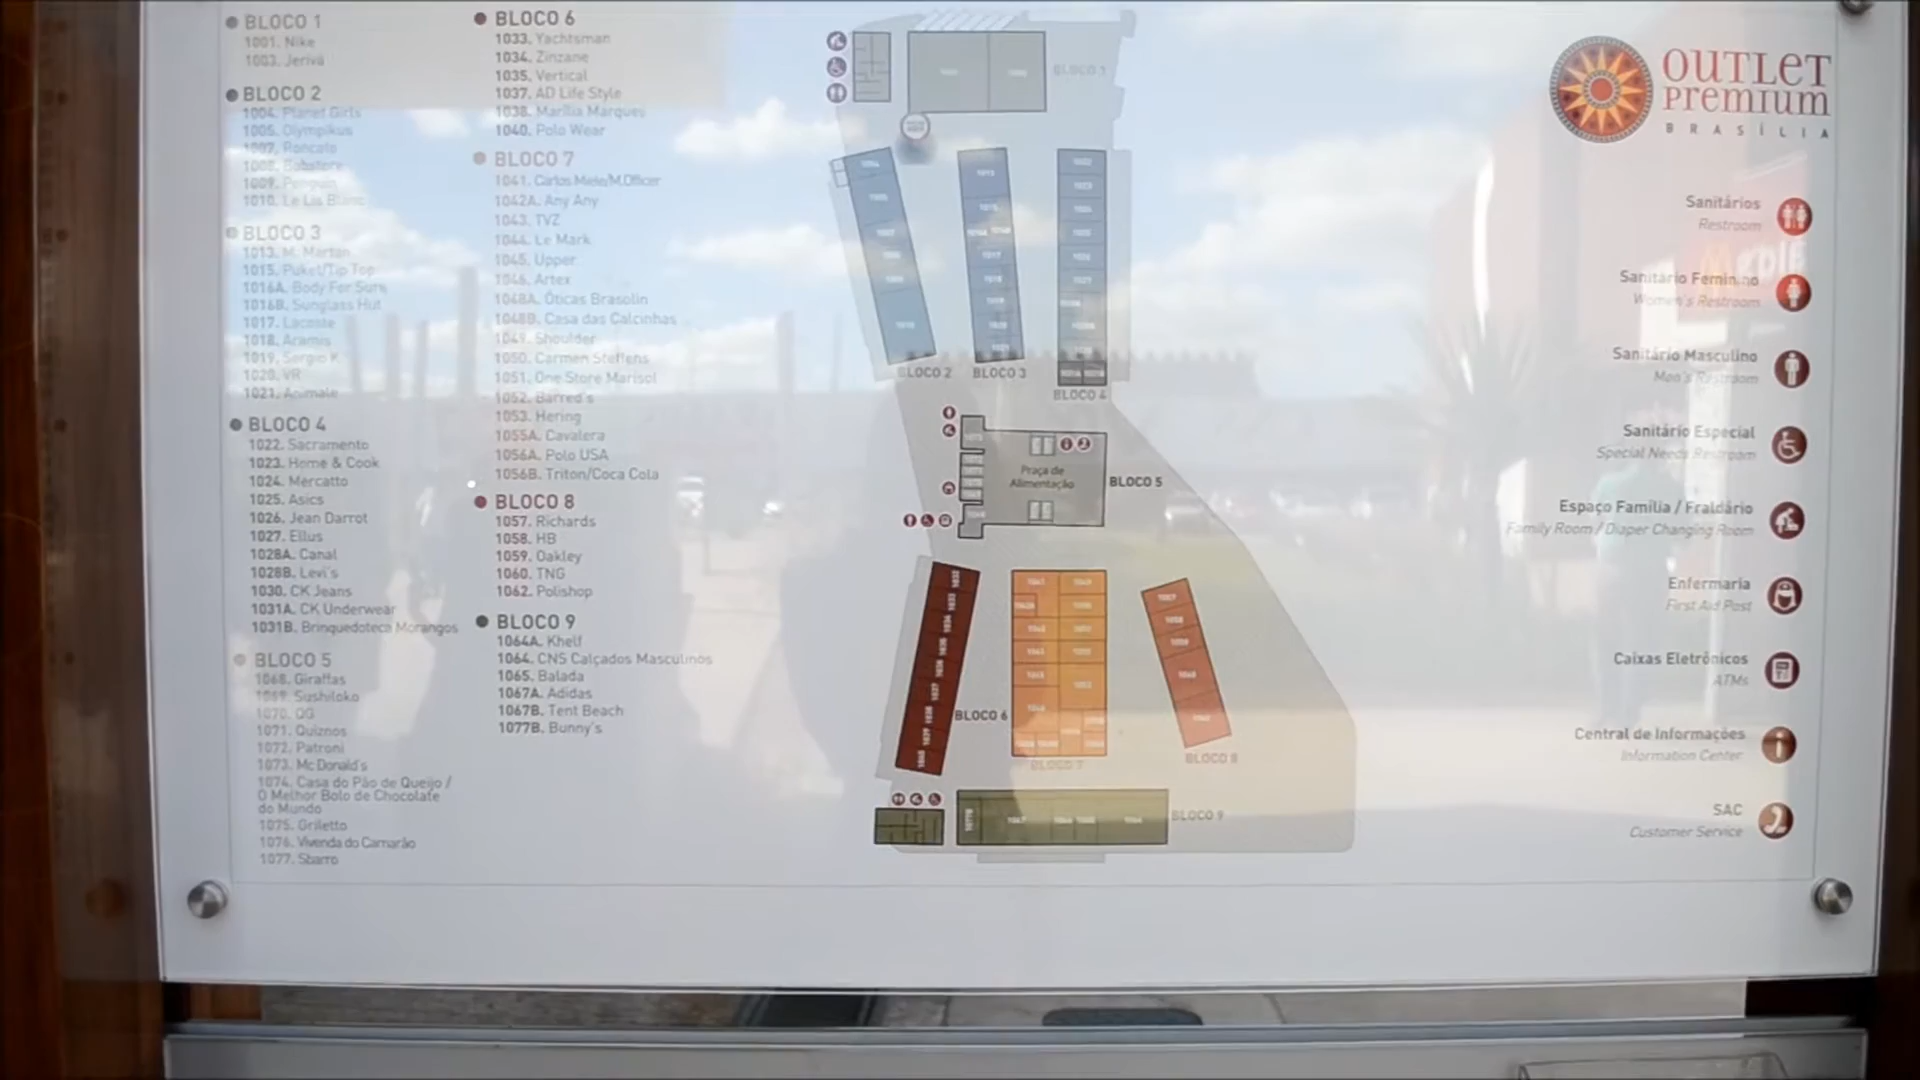 BLOCO 1
1001. Nike
1003. Jerivá
BLOCO 2
1004. Planet Girls
1005. Olympikus
1007. Roncato
1008. Bobstore
1009. Penguin
1010. Le Lis Blanc
BLOCO 3
1013. M. Martan
1015. Puket/Tip Top
1016A. Body For Sure
1016B. Sunglass Hut
1017. Lacoste
1018. Aramis
1019. Sergio K
1020. VR
1021. Animale
BLOCO 4
1022. Sacramento
1023. Home & Cook
1024. Mercatto
1025. Asics
1026. Jean Darrot
1027. Ellus
1028A. Canal
1028B. Levi's
1030. CK Jeans
1031A. CK Underwear
1031B. Brinquedoteca Morangos
BLOCO 5
1068. Giraffas
1069. Sushiloko
1070. QG
1071. Quiznos
1072. Patroni
1073. Mc Donald's
1074. Casa do Pão de Queijo /
O Melhor Bolo de Chocolate
do Mundo
1075. Griletto
1076. Vivenda do Camarão
1077. Sbarro
BLOCO 6
1033. Yachtsman
1034. Zinzane
1035. Vertical
1037. AD Life Style
1038. Marília Marques
1040. Polo Wear
BLOCO 7
1041. Carlos Miele/M.Officer
1042A. Any Any
1043. TVZ
1044. Le Mark
1045. Upper
1046. Artex
1048A. Óticas Brasolin
1048B. Casa das Calcinhas
1049. Shoulder
1050. Carmen Steffens
1051. One Store Marisol
1052. Barred's
1053. Hering
1055A. Cavalera
1056A. Polo USA
1056B. Triton/Coca Cola
BLOCO 8
1057. Richards
1058. HB
1059. Oakley
1060. TNG
1062. Polishop
BLOCO 9
1064A. Khelf
1064. CNS Calçados Masculinos
1065. Balada
1067A. Adidas
1067B. Tent Beach
1077B. Bunny's
BLOCO 1
BLOCO 2
BLOCO 3
BLOCO 4
Praça de
Alimentação
BLOCO 5
BLOCO 6
BLOCO 7
BLOCO 8
BLOCO 9
OUTLET
PREMIUM
BRASÍLIA
Sanitários
Restroom
Sanitário Feminino
Women's Restroom
Sanitário Masculino
Men's Restroom
Sanitário Especial
Special Needs Restroom
Espaço Família / Fraldário
Family Room / Diaper Changing Room
Enfermaria
First Aid Post
Caixas Eletrônicos
ATMs
Central de Informações
Information Center
SAC
Customer Service